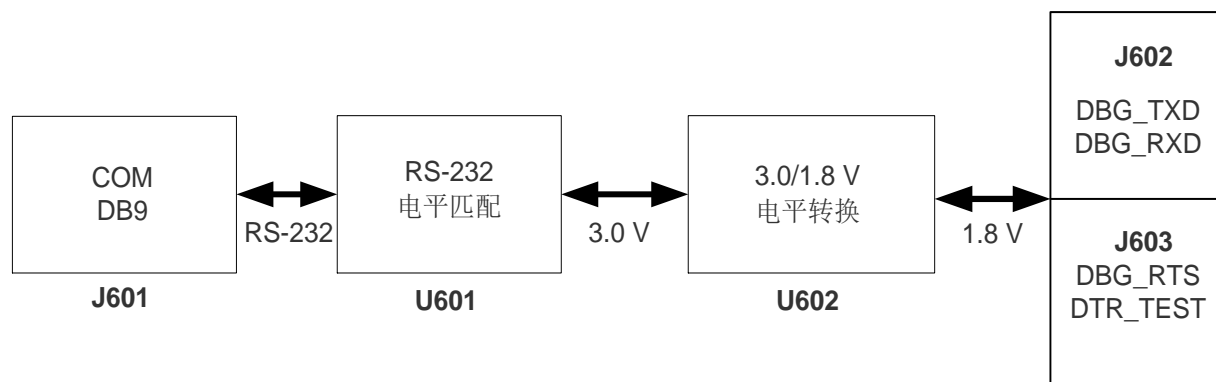 COM
DB9
J601
RS-232
RS-232
电平匹配
U601
3.0 V
3.0/1.8 V
电平转换
U602
1.8 V
J602
DBG_TXD
DBG_RXD
J603
DBG_RTS
DTR_TEST